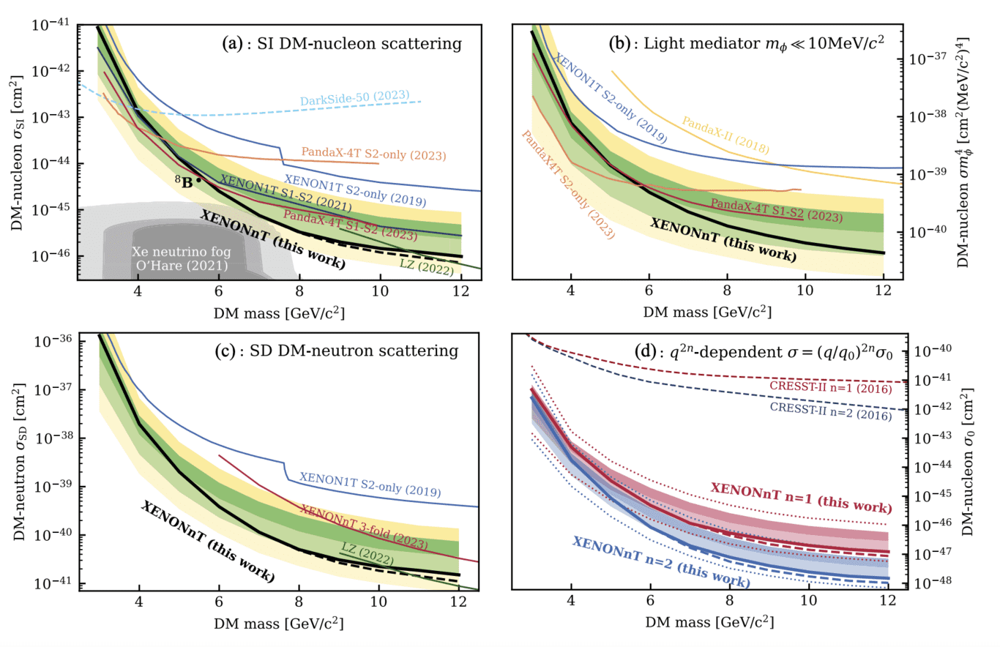 (a) : SI DM-nucleon scattering
DM-nucleon σ_SI [cm²]
10⁻⁴¹
10⁻⁴²
10⁻⁴³
10⁻⁴⁴
10⁻⁴⁵
10⁻⁴⁶
DarkSide-50 (2023)
PandaX-4T S2-only (2023)
⁸B
XENON1T S2-only (2019)
XENON1T S1-S2 (2021)
PandaX-4T S1-S2 (2023)
XENONnT (this work)
LZ (2022)
Xe neutrino fog
O'Hare (2021)
4 6 8 10 12
DM mass [GeV/c²]
(b) : Light mediator m_ϕ ≪ 10MeV/c²
XENON1T S2-only (2019)
PandaX-II (2018)
PandaX4T S2-only (2023)
PandaX-4T S1-S2 (2023)
XENONnT
(this work)
10⁻³⁷
10⁻³⁸
10⁻³⁹
10⁻⁴⁰
DM-nucleon σm_ϕ⁴ [cm²(MeV/c²)⁴]
4 6 8 10 12
DM mass [GeV/c²]
(c) : SD DM-neutron scattering
DM-neutron σ_SD [cm²]
10⁻³⁶
10⁻³⁷
10⁻³⁸
10⁻³⁹
10⁻⁴⁰
10⁻⁴¹
XENON1T S2-only (2019)
XENONnT 3-fold (2023)
XENONnT (this work)
LZ (2022)
4 6 8 10 12
DM mass [GeV/c²]
(d) : q²ⁿ-dependent σ = (q/q₀)²ⁿσ₀
CRESST-II n=1 (2016)
CRESST-II n=2 (2016)
XENONnT n=1 (this work)
XENONnT n=2 (this work)
10⁻⁴⁰
10⁻⁴¹
10⁻⁴²
10⁻⁴³
10⁻⁴⁴
10⁻⁴⁵
10⁻⁴⁶
10⁻⁴⁷
10⁻⁴⁸
DM-nucleon σ₀ [cm²]
4 6 8 10 12
DM mass [GeV/c²]